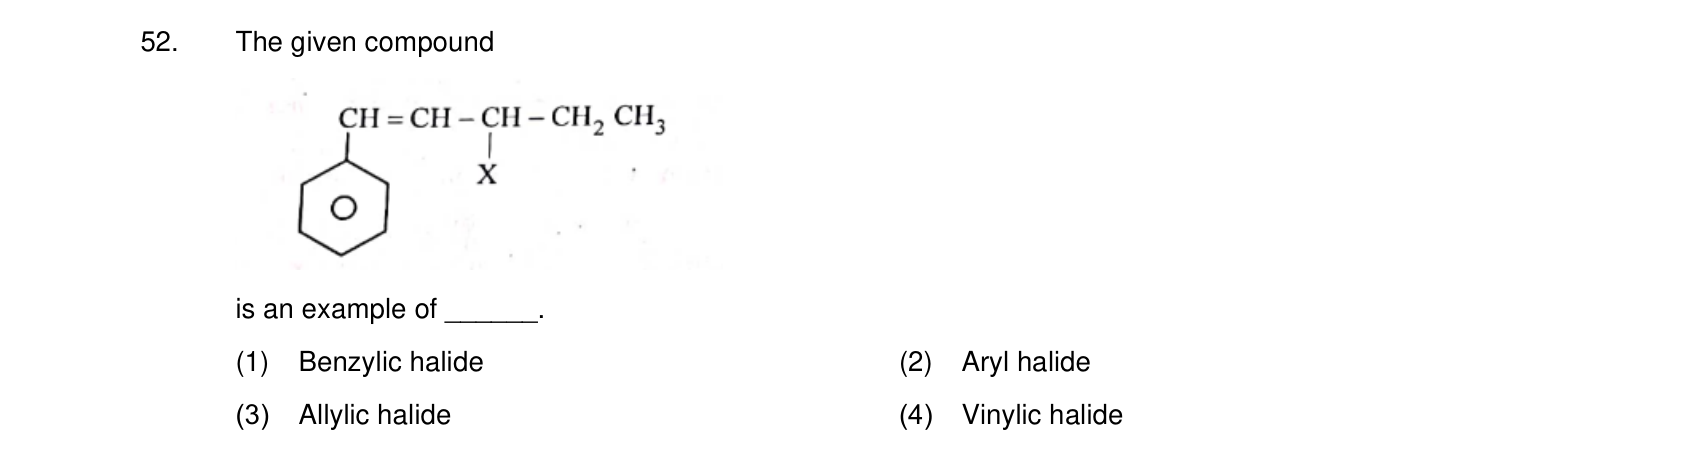 52. The given compound
CH = CH – CH – CH₂ CH₃
X
is an example of ______.
(1) Benzylic halide (2) Aryl halide
(3) Allylic halide (4) Vinylic halide